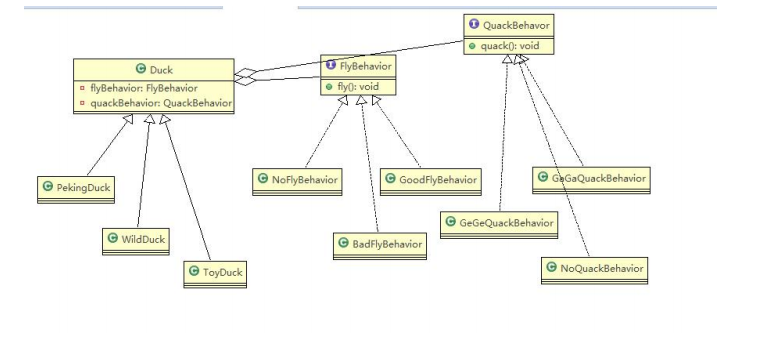 QuackBehavor
quack(): void
Duck
flyBehavior: FlyBehavior
quackBehavior: QuackBehavior
FlyBehavior
fly(): void
PekingDuck
WildDuck
ToyDuck
NoFlyBehavior
BadFlyBehavior
GoodFlyBehavior
GeGeQuackBehavior
GaGaQuackBehavior
NoQuackBehavior